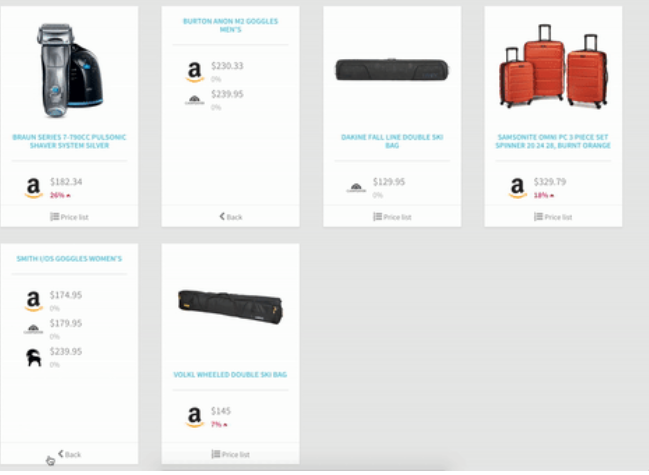 BRAUN SERIES 7-790CC PULSONIC
SHAVER SYSTEM SILVER
$182.34
26%
Price list
BURTON ANON M2 GOGGLES
MEN'S
$230.33
0%
$239.95
0%
Back
DAKINE FALL LINE DOUBLE SKI
BAG
$129.95
0%
Price list
SAMSONITE OMNI PC 3 PIECE SET
SPINNER 20 24 28, BURNT ORANGE
$329.79
18%
Price list
SMITH I/OS GOGGLES WOMEN'S
$174.95
0%
$179.95
0%
$239.95
0%
Back
VOLKL WHEELED DOUBLE SKI BAG
$145
7%
Price list